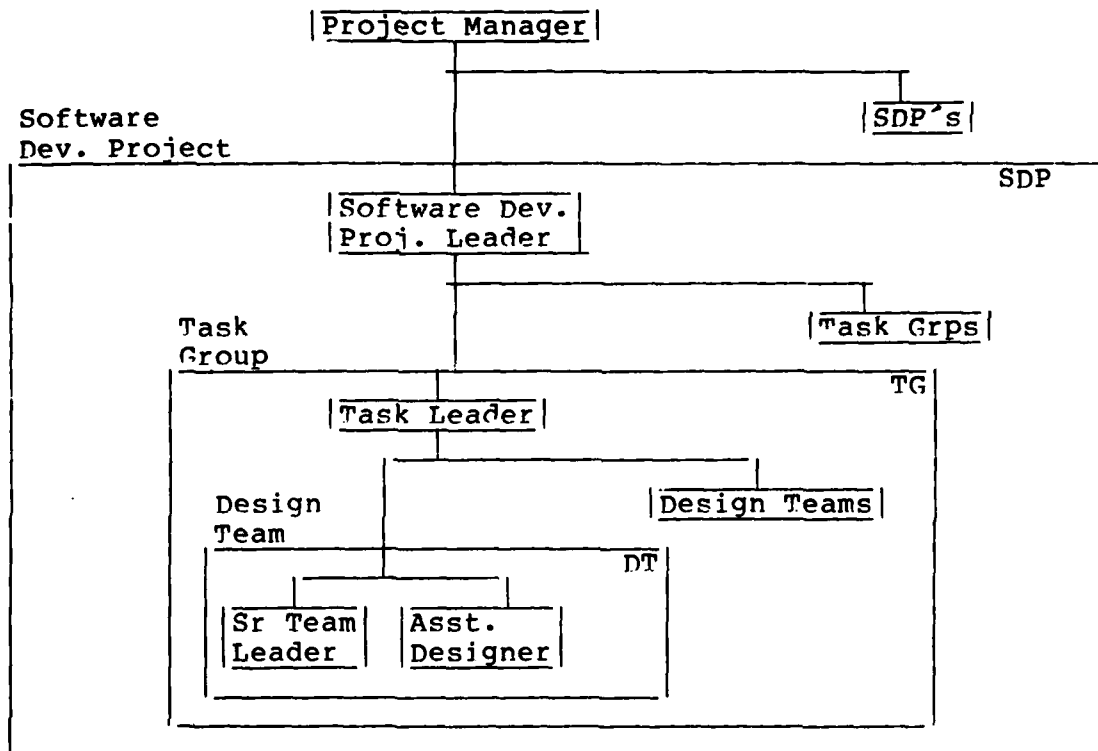 Project Manager
SDP's
Software
Dev. Project
SDP
Software Dev.
Proj. Leader
Task Grps
Task
Group
TG
Task Leader
Design Teams
Design
Team
DT
Sr Team
Leader
Asst.
Designer